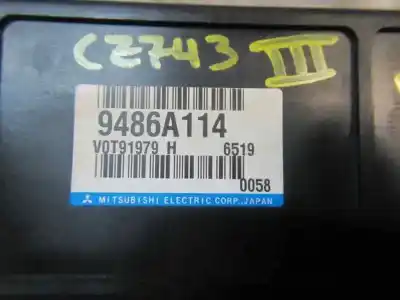 CZ743 III
9486A114
V0T91979 H 6519
0058
MITSUBISHI ELECTRIC CORP., JAPAN